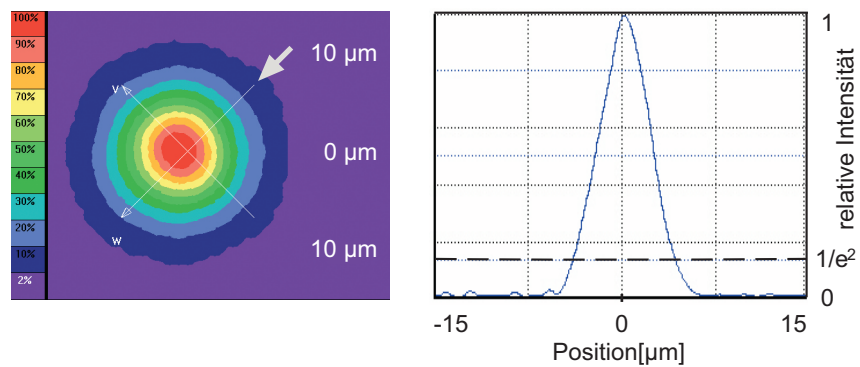 100%
90%
80%
70%
60%
50%
40%
30%
20%
10%
2%
V
W
10 µm
0 µm
10 µm
1
1/e²
0
relative Intensität
-15 0 15
Position[µm]